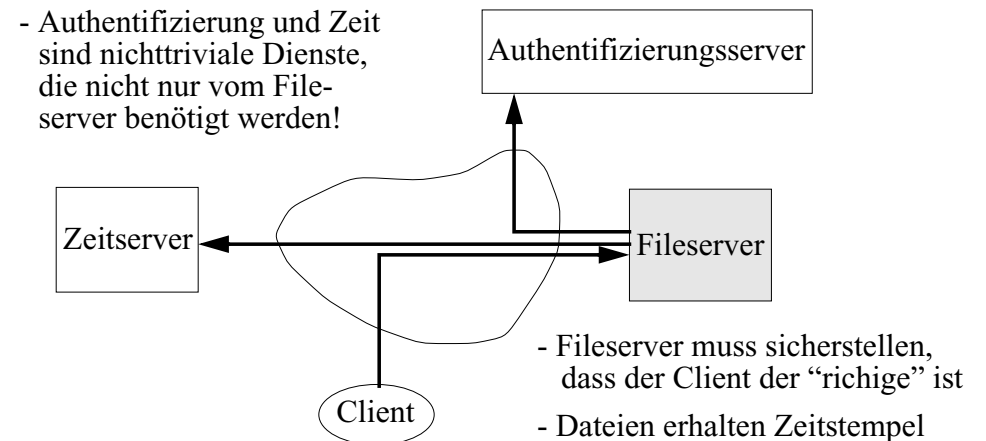 - Authentifizierung und Zeit
sind nichttriviale Dienste,
die nicht nur vom File-
server benötigt werden!
Authentifizierungsserver
Zeitserver
Fileserver
Client
- Fileserver muss sicherstellen,
dass der Client der “richige” ist
- Dateien erhalten Zeitstempel